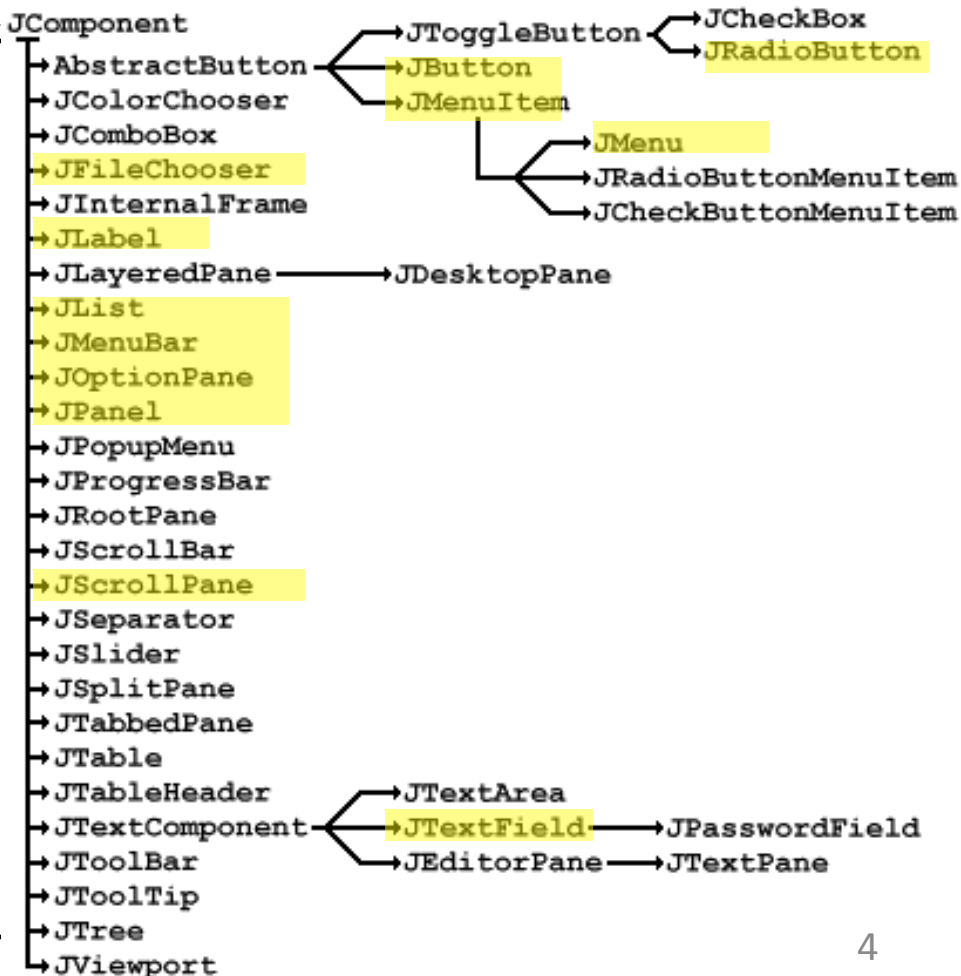 JComponent
JToggleButton
JCheckBox
JRadioButton
AbstractButton
JButton
JColorChooser
JMenuItem
JComboBox
JMenu
JFileChooser
JRadioButtonMenuItem
JInternalFrame
JCheckButtonMenuItem
JLabel
JLayeredPane
JDesktopPane
JList
JMenuBar
JOptionPane
JPanel
JPopupMenu
JProgressBar
JRootPane
JScrollBar
JScrollPane
JSeparator
JSlider
JSplitPane
JTabbedPane
JTable
JTableHeader
JTextArea
JTextComponent
JTextField
JPasswordField
JToolBar
JEditorPane
JTextPane
JToolTip
JTree
JViewport
4